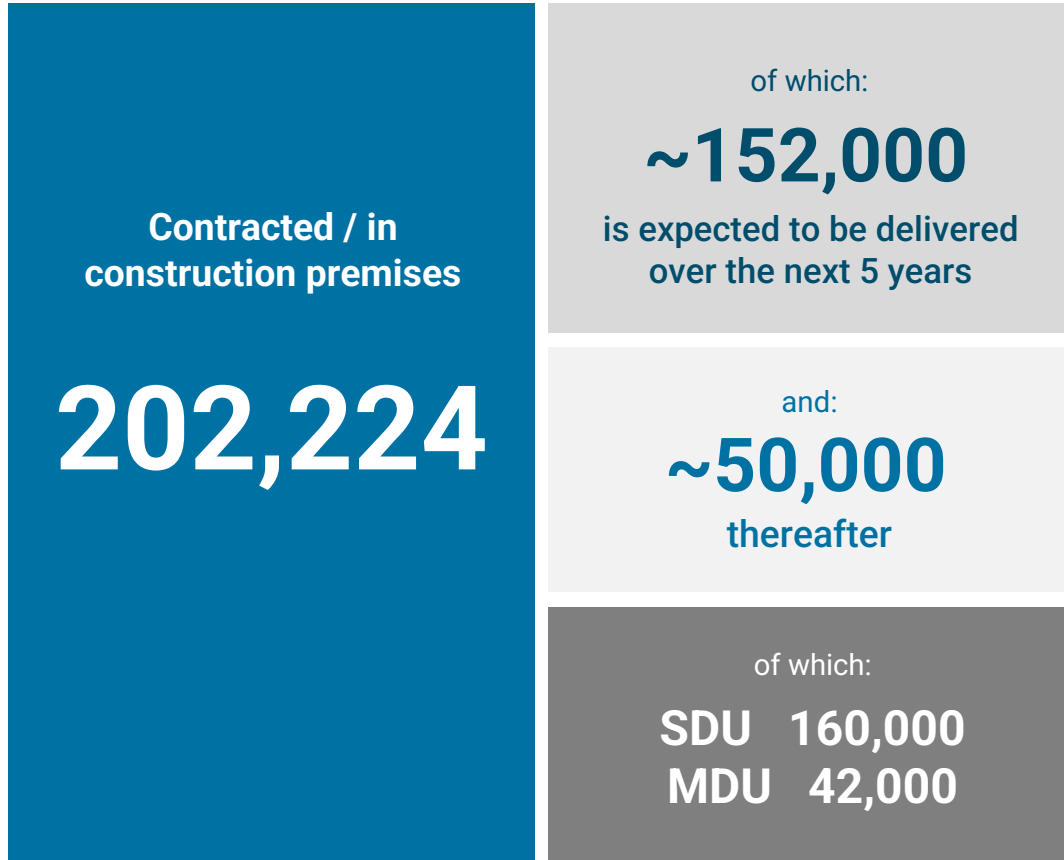 Contracted / in
construction premises
202,224
of which:
~152,000
is expected to be delivered
over the next 5 years
and:
~50,000
thereafter
of which:
SDU 160,000
MDU 42,000